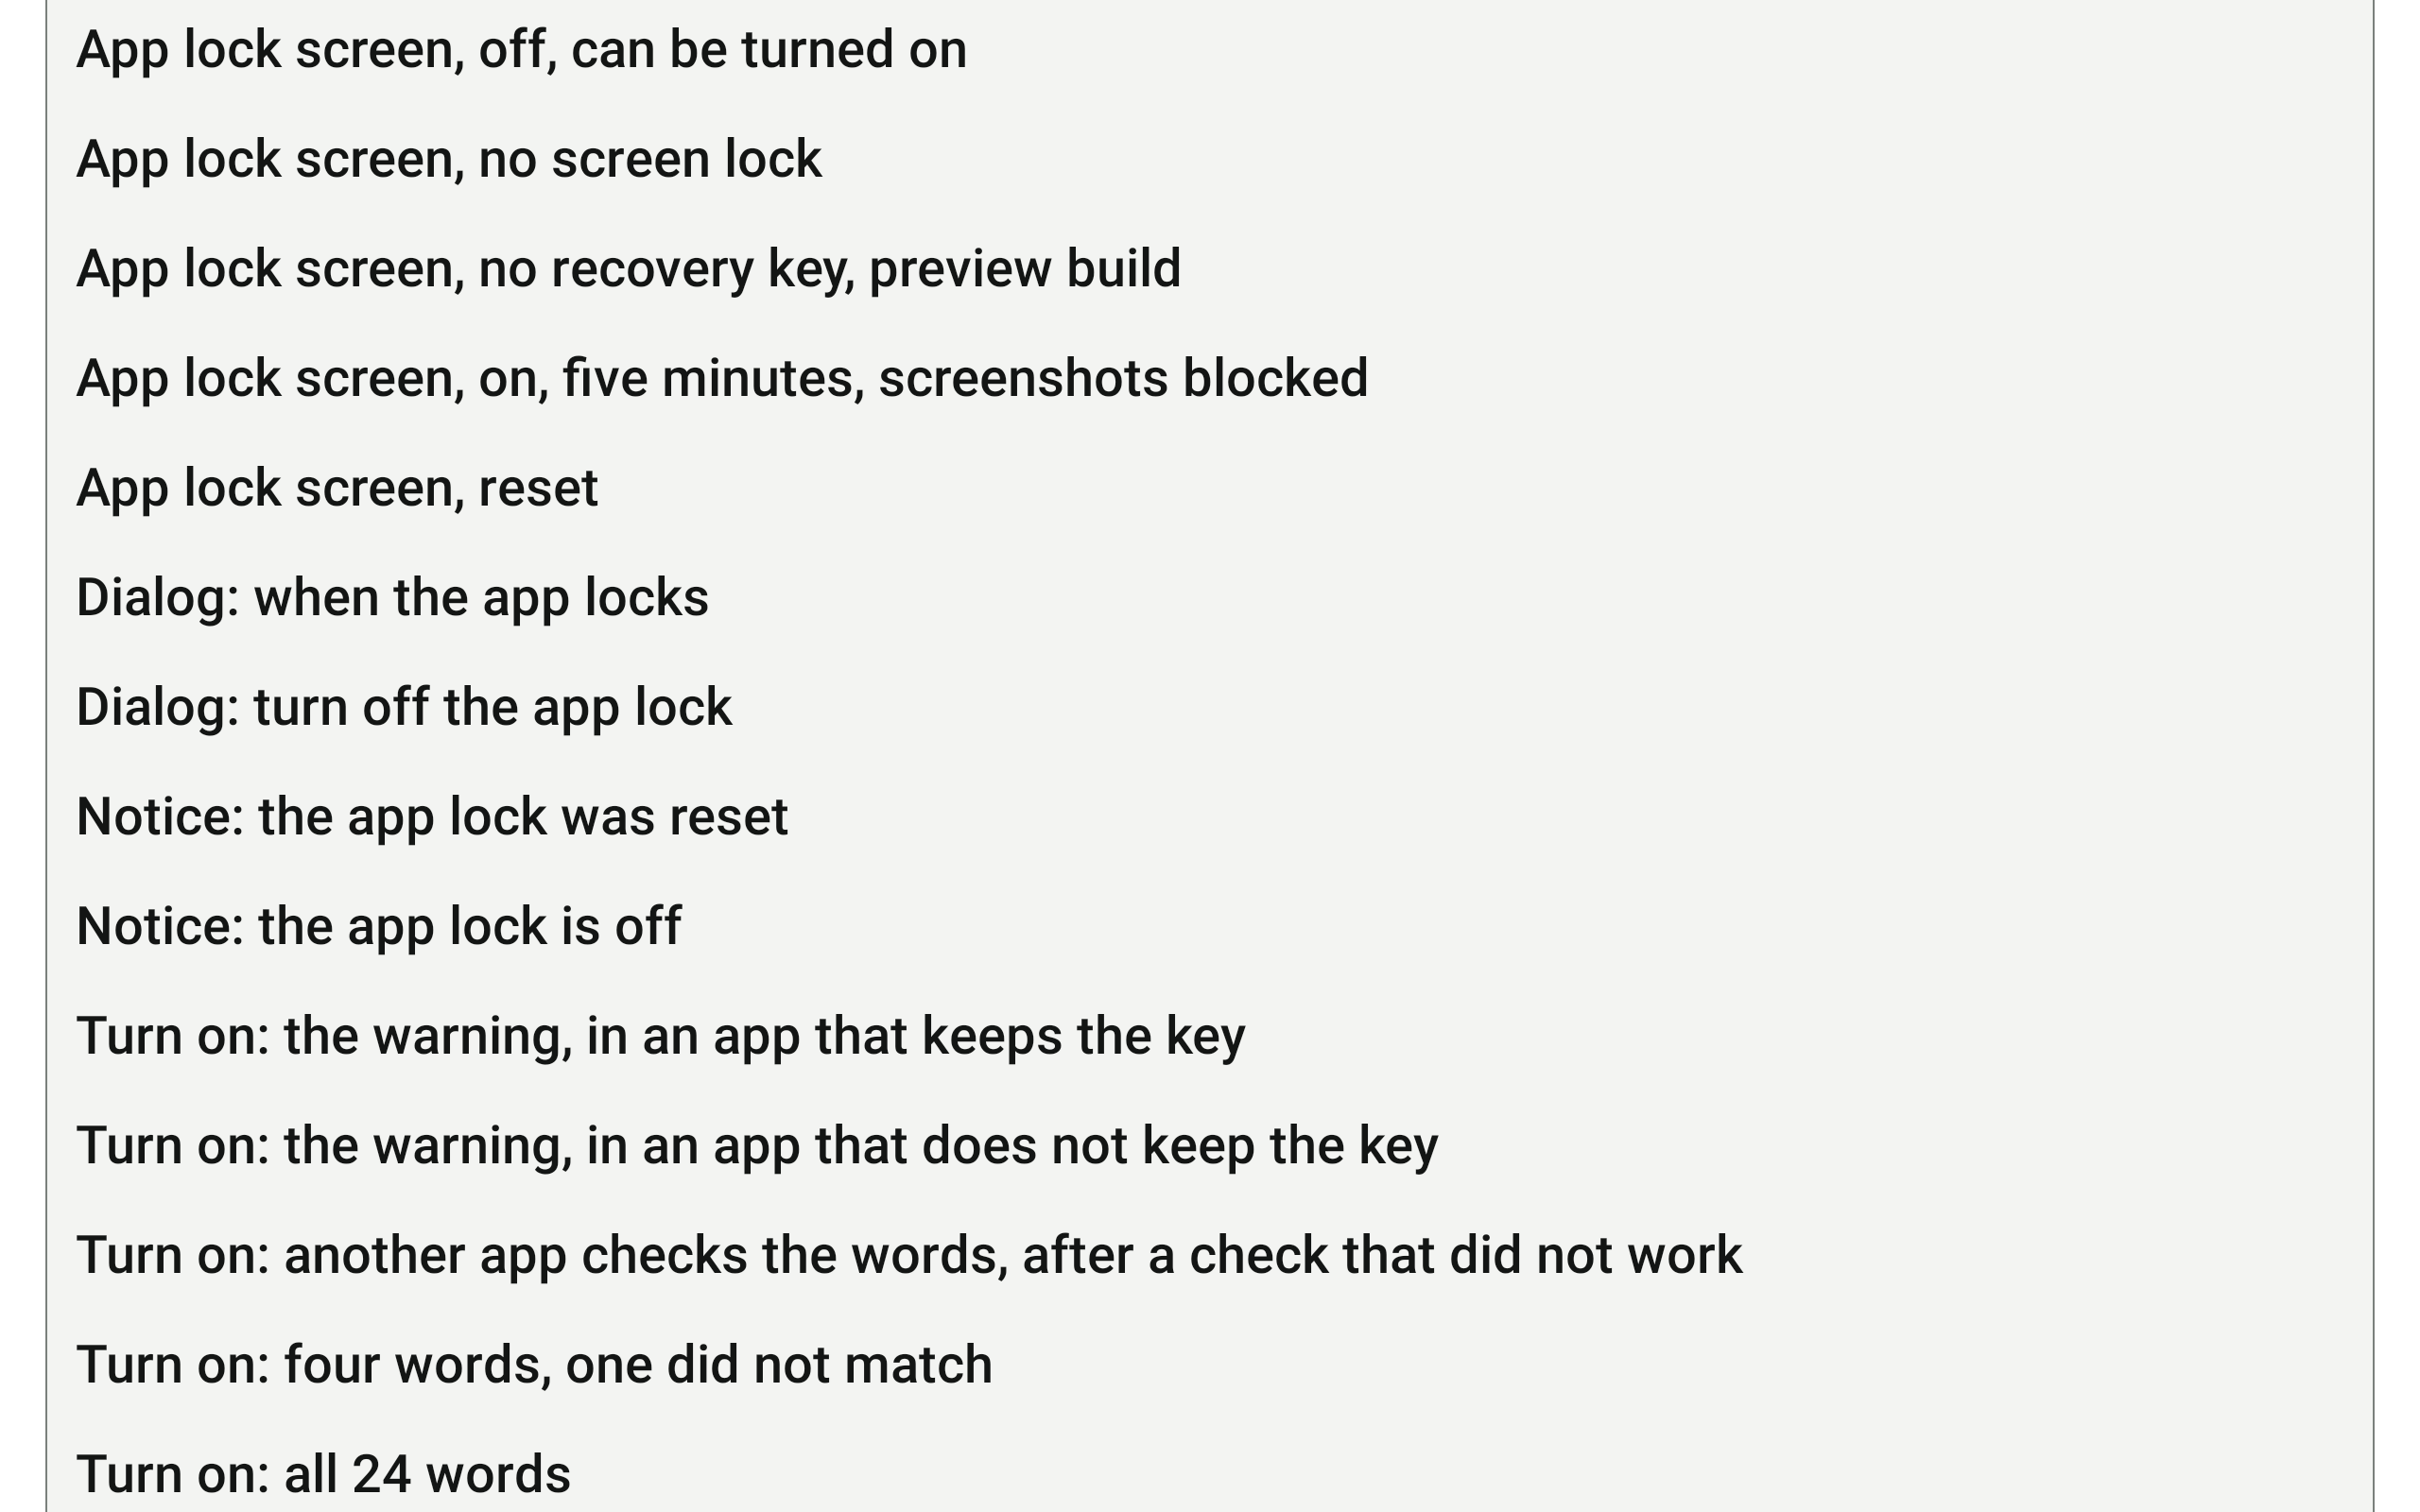 App lock screen, off, can be turned on
App lock screen, no screen lock
App lock screen, no recovery key, preview build
App lock screen, on, five minutes, screenshots blocked
App lock screen, reset
Dialog: when the app locks
Dialog: turn off the app lock
Notice: the app lock was reset
Notice: the app lock is off
Turn on: the warning, in an app that keeps the key
Turn on: the warning, in an app that does not keep the key
Turn on: another app checks the words, after a check that did not work
Turn on: four words, one did not match
Turn on: all 24 words